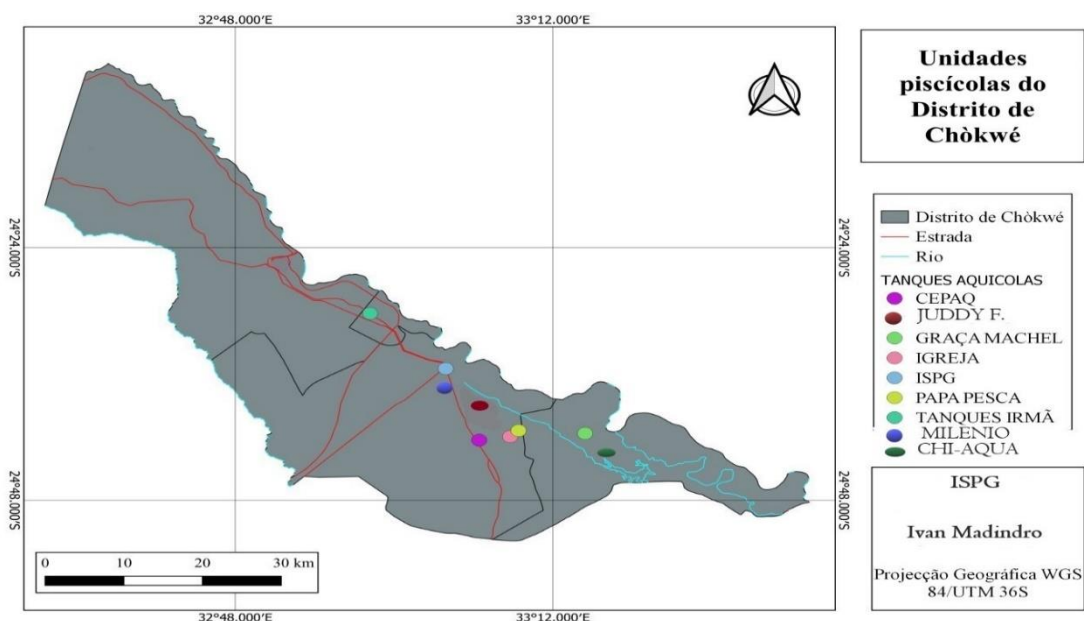 32°48.000'E
33°12.000'E
24°24.000'S
24°24.000'S
24°48.000'S
24°48.000'S
0
10
20
30 km
32°48.000'E
33°12.000'E
Unidades
piscícolas do
Distrito de
Chòkwé
Distrito de Chòkwé
Estrada
Rio
TANQUES AQUICOLAS
CEPAQ
JUDDY F.
GRAÇA MACHEL
IGREJA
ISPG
PAPA PESCA
TANQUES IRMÃ
MILENIO
CHI-AQUA
ISPG
Ivan Madindro
Projecção Geográfica WGS
84/UTM 36S